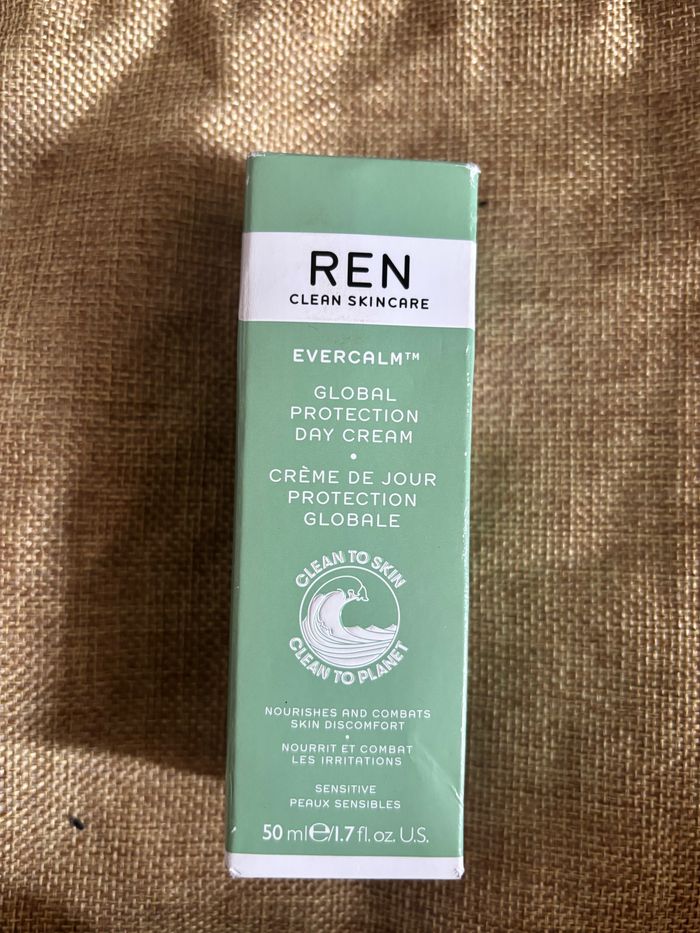 REN
CLEAN SKINCARE
EVERCALM™
GLOBAL
PROTECTION
DAY CREAM
•
CRÈME DE JOUR
PROTECTION
GLOBALE
CLEAN TO SKIN
CLEAN TO PLANET
NOURISHES AND COMBATS
SKIN DISCOMFORT
•
NOURRIT ET COMBAT
LES IRRITATIONS
SENSITIVE
PEAUX SENSIBLES
50 ml℮/1.7 fl. oz. U.S.